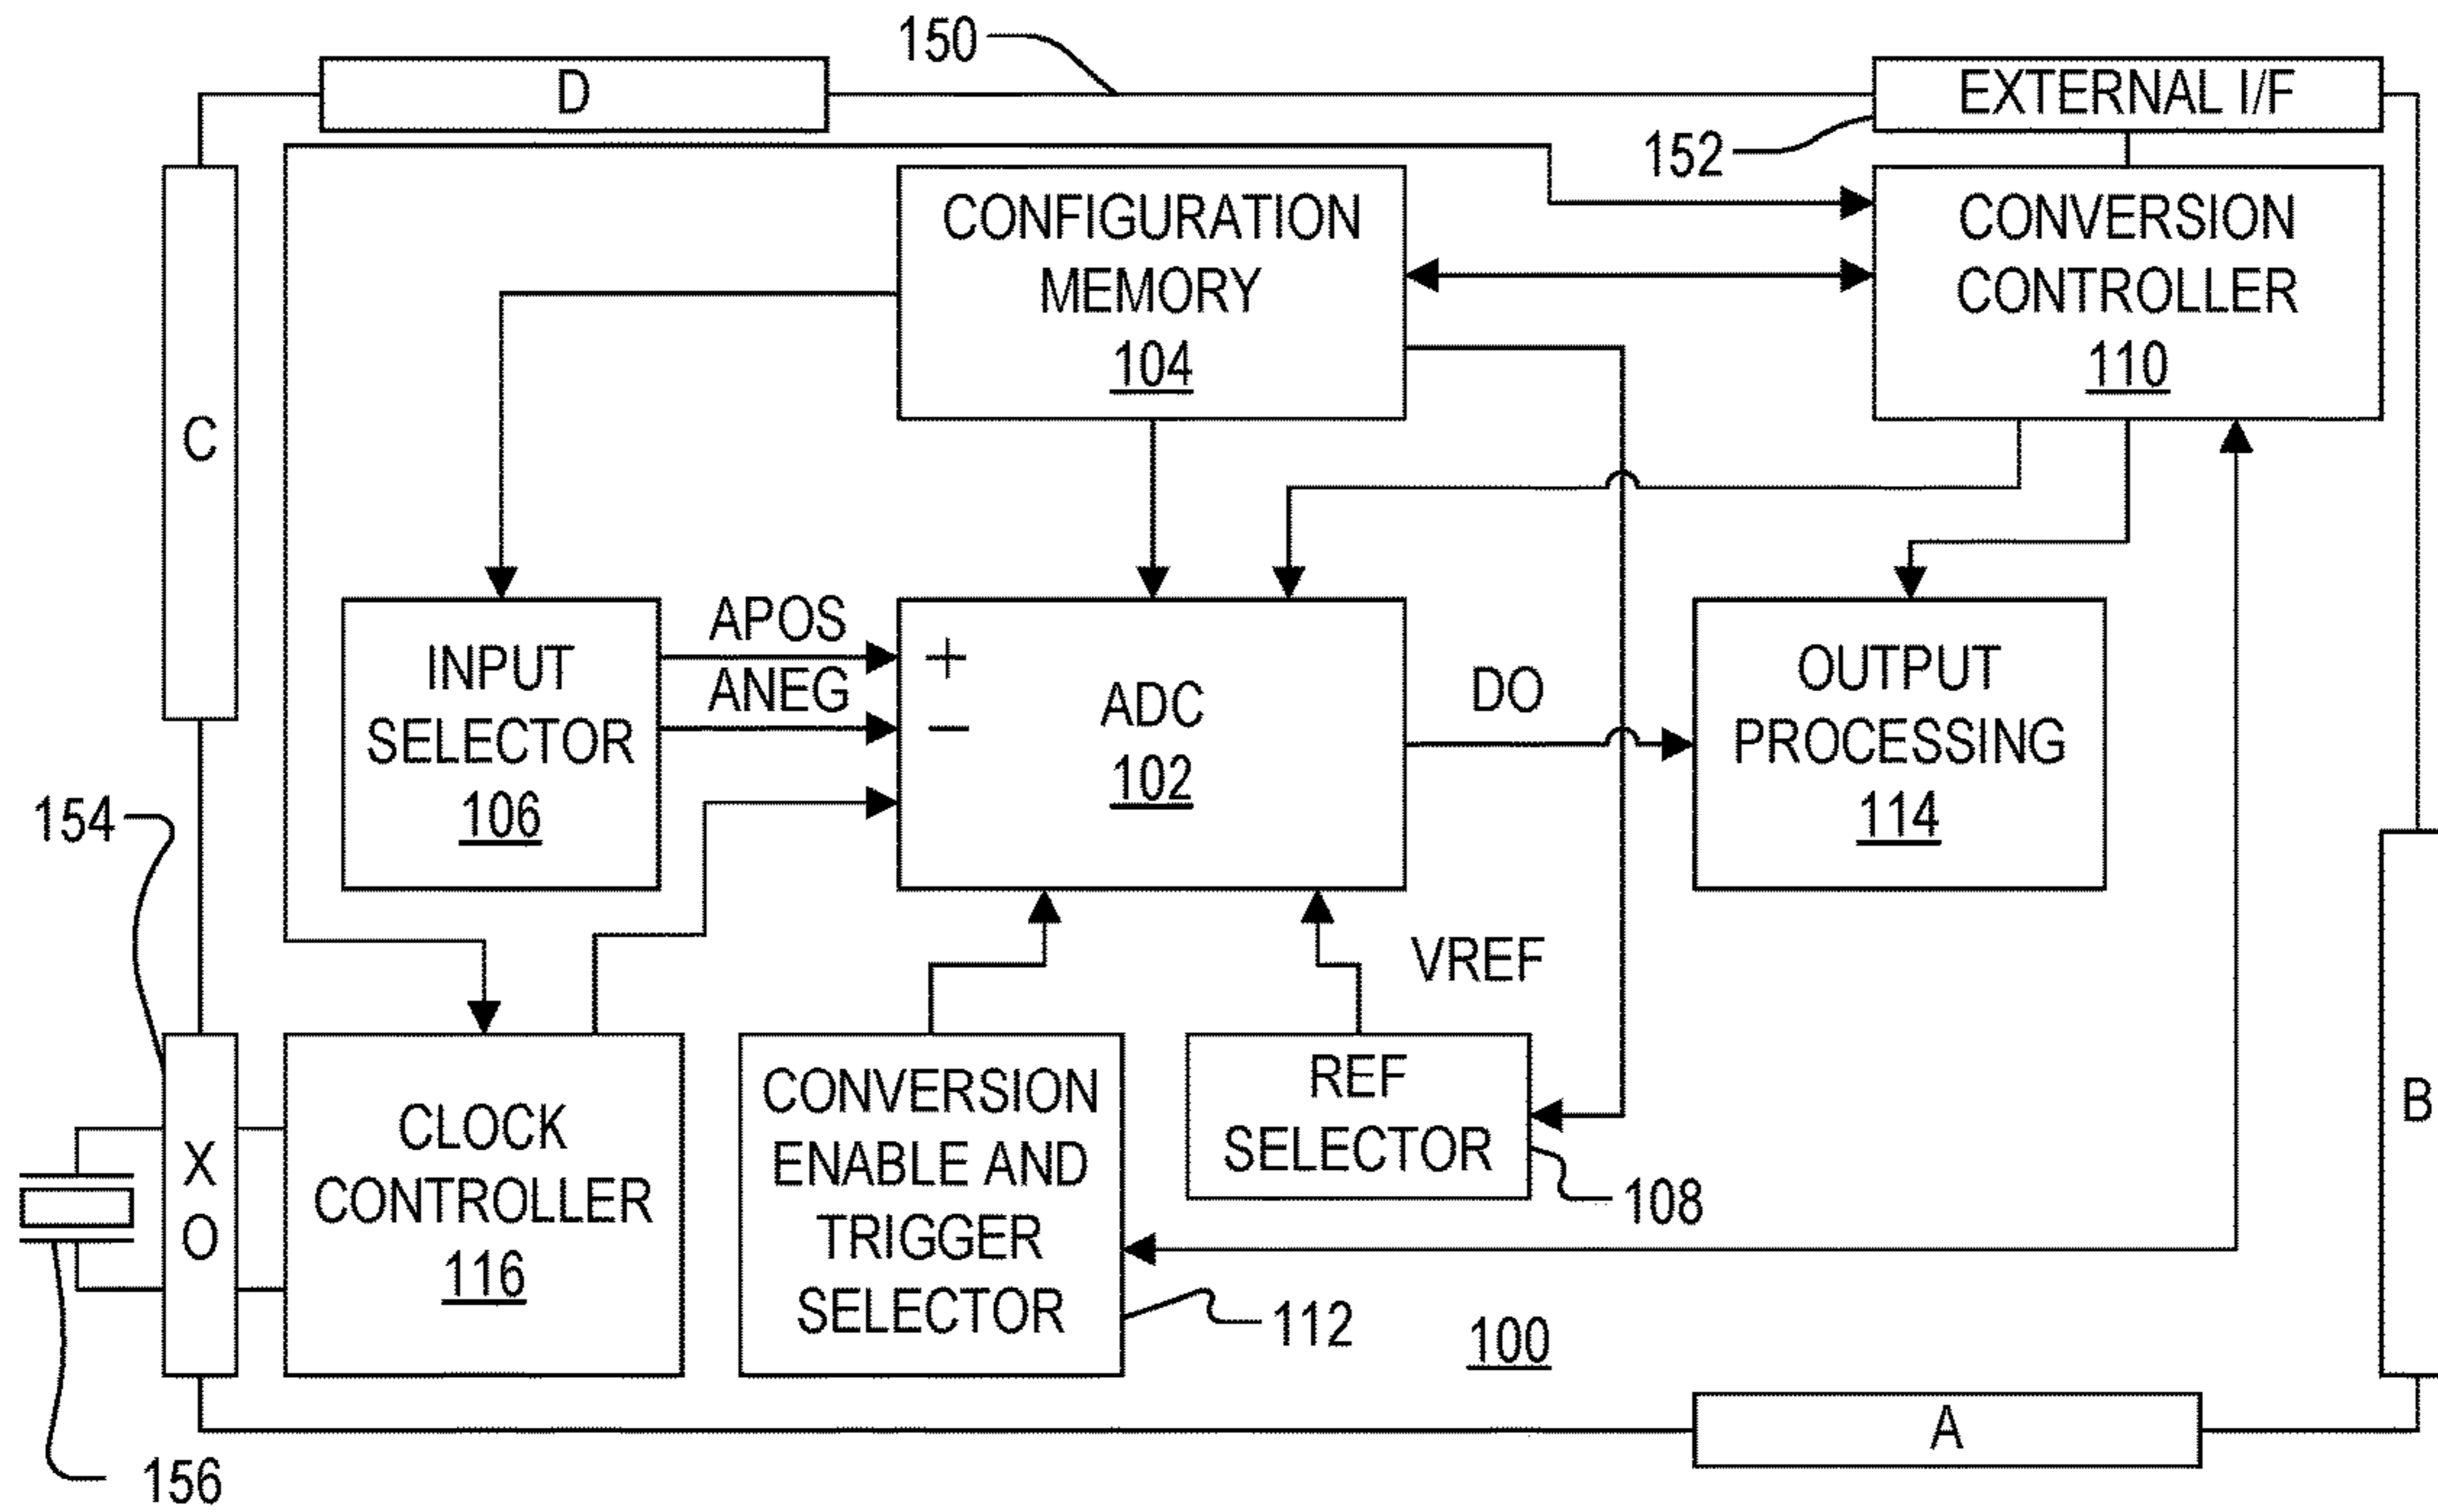 150
D
EXTERNAL I/F
152
CONFIGURATION
MEMORY
104
CONVERSION
CONTROLLER
110
C
INPUT
SELECTOR
106
APOS
ANEG
+
−
ADC
102
DO
OUTPUT
PROCESSING
114
154
VREF
X
O
CLOCK
CONTROLLER
116
CONVERSION
ENABLE AND
TRIGGER
SELECTOR
112
REF
SELECTOR
108
B
100
A
156